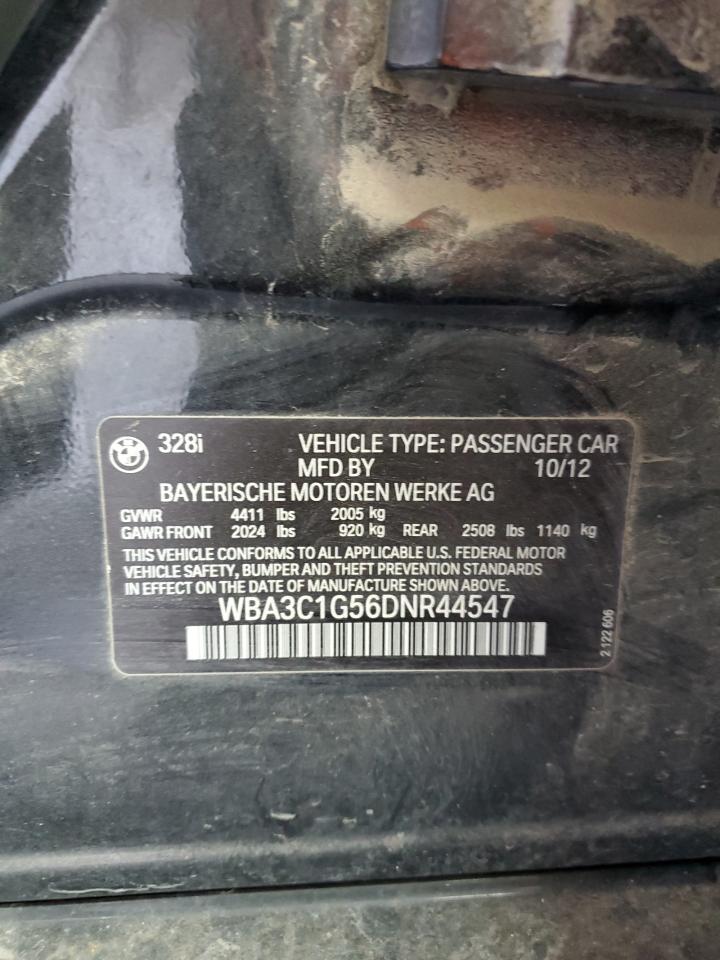 328i VEHICLE TYPE: PASSENGER CAR
MFD BY 10/12
BAYERISCHE MOTOREN WERKE AG
GVWR 4411 lbs 2005 kg
GAWR FRONT 2024 lbs 920 kg REAR 2508 lbs 1140 kg
THIS VEHICLE CONFORMS TO ALL APPLICABLE U.S. FEDERAL MOTOR
VEHICLE SAFETY, BUMPER AND THEFT PREVENTION STANDARDS
IN EFFECT ON THE DATE OF MANUFACTURE SHOWN ABOVE.
WBA3C1G56DNR44547
2 122 606